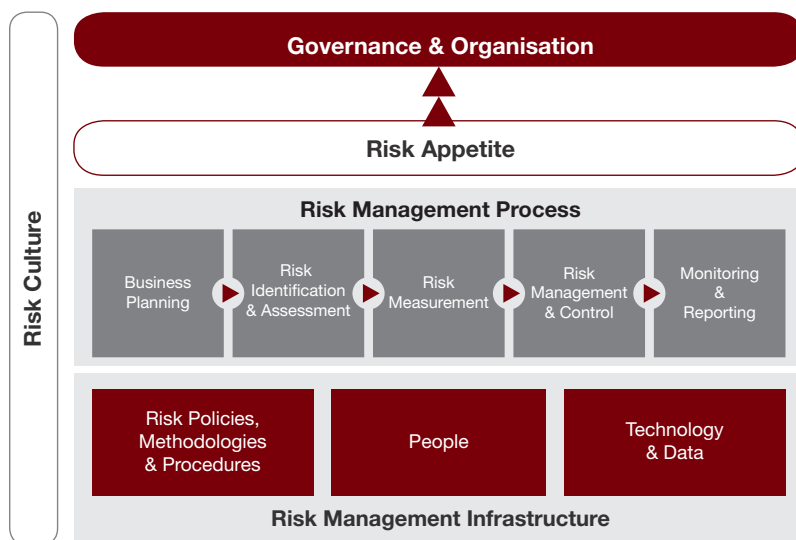 Risk Culture
Governance & Organisation
Risk Appetite
Risk Management Process
Business
Planning
Risk
Identification
& Assessment
Risk
Measurement
Risk
Management
& Control
Monitoring
&
Reporting
Risk Policies,
Methodologies
& Procedures
People
Technology
& Data
Risk Management Infrastructure